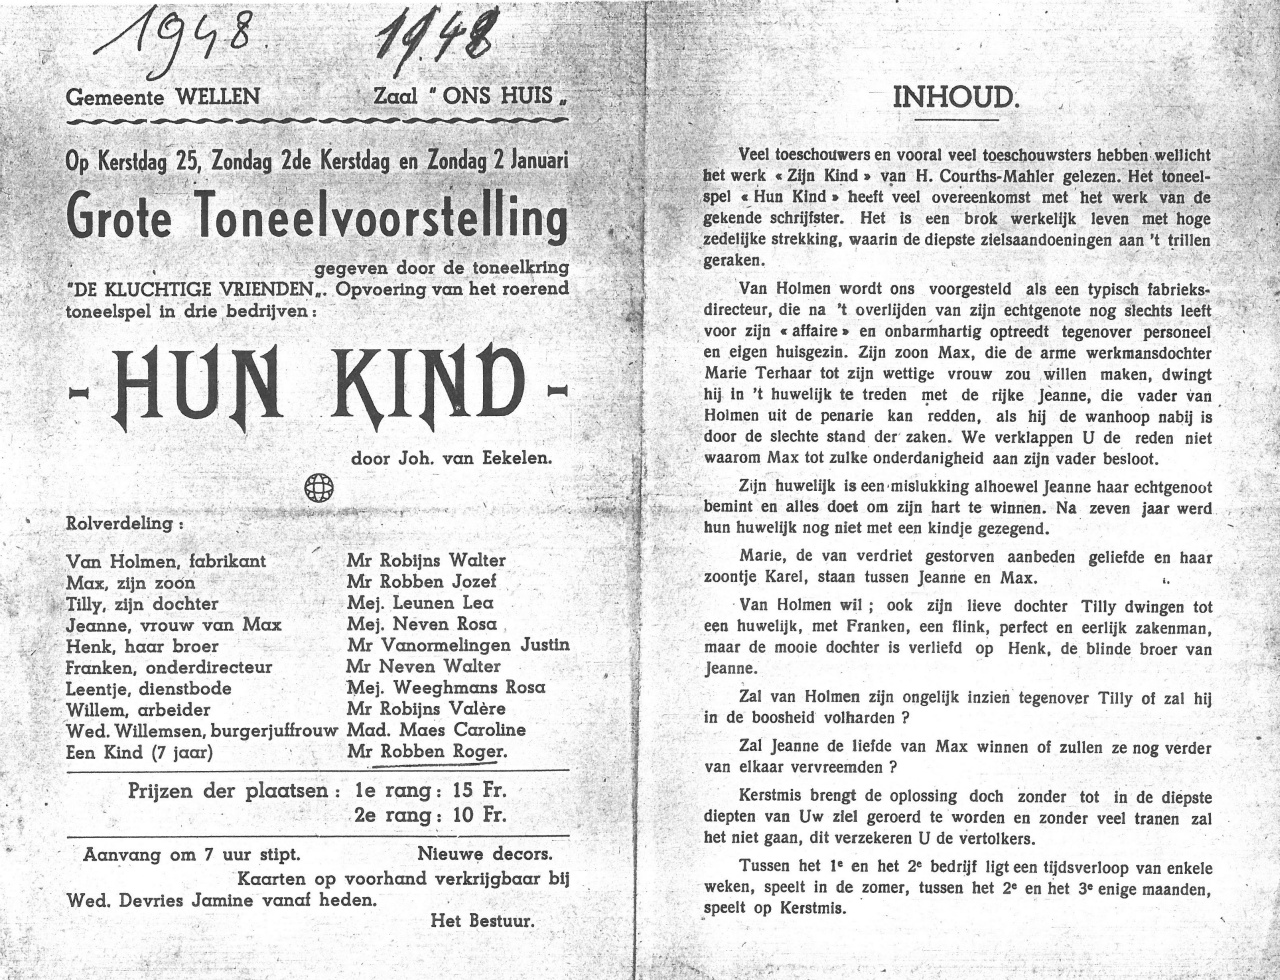 1948 1948
Gemeente WELLEN Zaal " ONS HUIS „
Op Kerstdag 25, Zondag 2de Kerstdag en Zondag 2 Januari
Grote Toneelvoorstelling
gegeven door de toneelkring
"DE KLUCHTIGE VRIENDEN„. Opvoering van het roerend
toneelspel in drie bedrijven :
- HUN KIND -
door Joh. van Eekelen.
Rolverdeling :
Van Holmen, fabrikant Mr Robijns Walter
Max, zijn zoon Mr Robben Jozef
Tilly, zijn dochter Mej. Leunen Lea
Jeanne, vrouw van Max Mej. Neven Rosa
Henk, haar broer Mr Vanormelingen Justin
Franken, onderdirecteur Mr Neven Walter
Leentje, dienstbode Mej. Weeghmans Rosa
Willem, arbeider Mr Robijns Valère
Wed. Willemsen, burgerjuffrouw Mad. Maes Caroline
Een Kind (7 jaar) Mr Robben Roger.
Prijzen der plaatsen : 1e rang : 15 Fr.
2e rang : 10 Fr.
Aanvang om 7 uur stipt. Nieuwe decors.
Kaarten op voorhand verkrijgbaar bij
Wed. Devries Jamine vanaf heden.
Het Bestuur.
INHOUD.
Veel toeschouwers en vooral veel toeschouwsters hebben wellicht
het werk « Zijn Kind » van H. Courths-Mahler gelezen. Het toneel-
spel « Hun Kind » heeft veel overeenkomst met het werk van de
gekende schrijfster. Het is een brok werkelijk leven met hoge
zedelijke strekking, waarin de diepste zielsaandoeningen aan 't trillen
geraken.
Van Holmen wordt ons voorgesteld als een typisch fabrieks-
directeur, die na 't overlijden van zijn echtgenote nog slechts leeft
voor zijn « affaire » en onbarmhartig optreedt tegenover personeel
en eigen huisgezin. Zijn zoon Max, die de arme werkmansdochter
Marie Terhaar tot zijn wettige vrouw zou willen maken, dwingt
hij in 't huwelijk te treden met de rijke Jeanne, die vader van
Holmen uit de penarie kan redden, als hij de wanhoop nabij is
door de slechte stand der zaken. We verklappen U de reden niet
waarom Max tot zulke onderdanigheid aan zijn vader besloot.
Zijn huwelijk is een mislukking alhoewel Jeanne haar echtgenoot
bemint en alles doet om zijn hart te winnen. Na zeven jaar werd
hun huwelijk nog niet met een kindje gezegend.
Marie, de van verdriet gestorven aanbeden geliefde en haar
zoontje Karel, staan tussen Jeanne en Max.
Van Holmen wil ; ook zijn lieve dochter Tilly dwingen tot
een huwelijk, met Franken, een flink, perfect en eerlijk zakenman,
maar de mooie dochter is verliefd op Henk, de blinde broer van
Jeanne.
Zal van Holmen zijn ongelijk inzien tegenover Tilly of zal hij
in de boosheid volharden ?
Zal Jeanne de liefde van Max winnen of zullen ze nog verder
van elkaar vervreemden ?
Kerstmis brengt de oplossing doch zonder tot in de diepste
diepten van Uw ziel geroerd te worden en zonder veel tranen zal
het niet gaan, dit verzekeren U de vertolkers.
Tussen het 1e en het 2e bedrijf ligt een tijdsverloop van enkele
weken, speelt in de zomer, tussen het 2e en het 3e enige maanden,
speelt op Kerstmis.